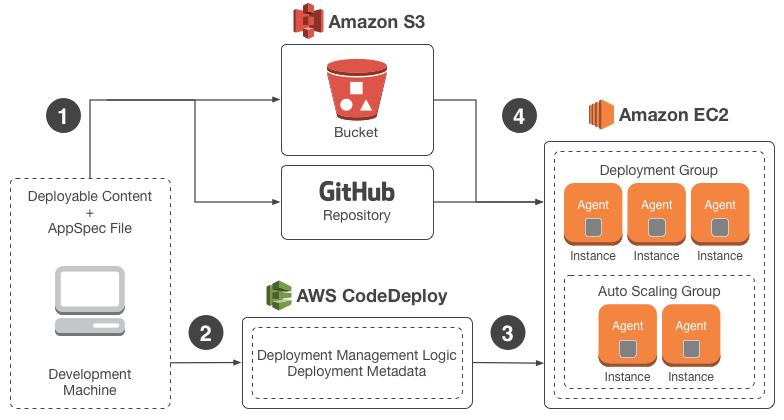 Amazon S3
1
Bucket
4
Amazon EC2
Deployable Content
+
AppSpec File
GitHub
Repository
Deployment Group
Agent
Agent
Agent
Instance
Instance
Instance
AWS CodeDeploy
Auto Scaling Group
2
3
Agent
Agent
Deployment Management Logic
Deployment Metadata
Development
Machine
Instance
Instance